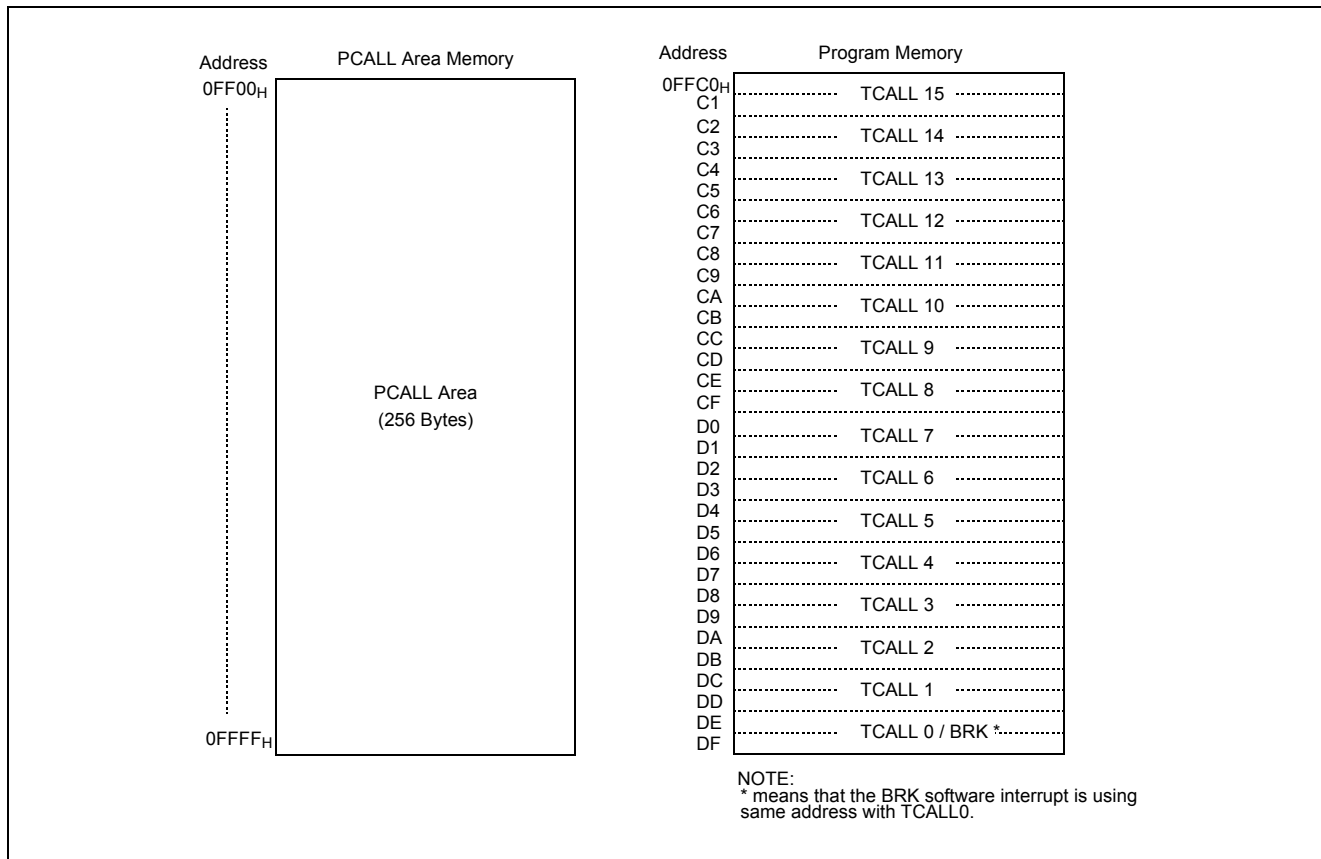 Address
PCALL Area Memory
0FF00H
PCALL Area
(256 Bytes)
0FFFFH
Address
Program Memory
0FFC0H
C1
TCALL 15
C2
C3
TCALL 14
C4
C5
TCALL 13
C6
C7
TCALL 12
C8
C9
TCALL 11
CA
CB
TCALL 10
CC
CD
TCALL 9
CE
CF
TCALL 8
D0
D1
TCALL 7
D2
D3
TCALL 6
D4
D5
TCALL 5
D6
D7
TCALL 4
D8
D9
TCALL 3
DA
DB
TCALL 2
DC
DD
TCALL 1
DE
DF
TCALL 0 / BRK *
NOTE:
* means that the BRK software interrupt is using
same address with TCALL0.